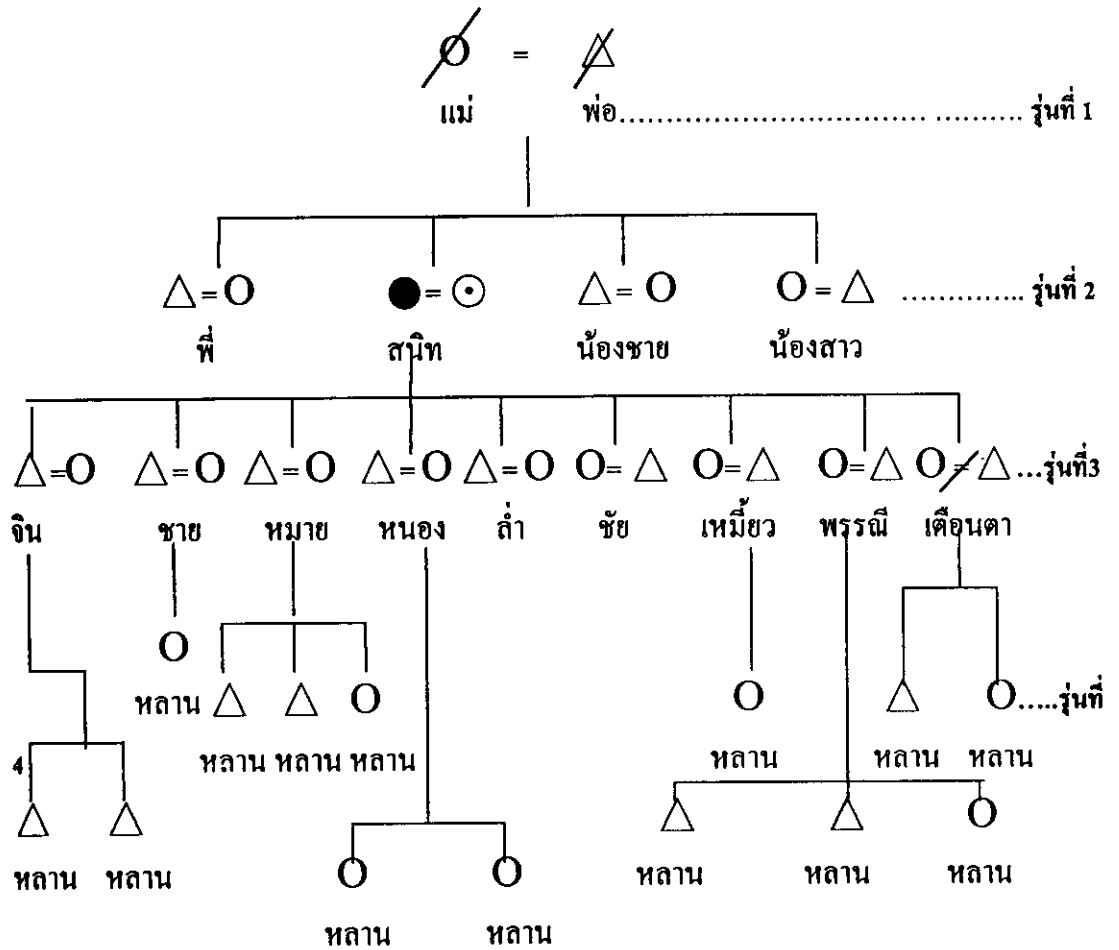 แม่ พ่อ................................ .......... รุ่นที่ 1
.............. รุ่นที่ 2
พี่ สนิท น้องชาย น้องสาว
...รุ่นที่3
จิน ชาย หมาย หนอง ล่ำ ชัย เหมี้ยว พรรณี เตือนตา
หลาน .....รุ่นที่
หลาน หลาน หลาน หลาน หลาน หลาน
4
หลาน หลาน หลาน หลาน หลาน
หลาน หลาน